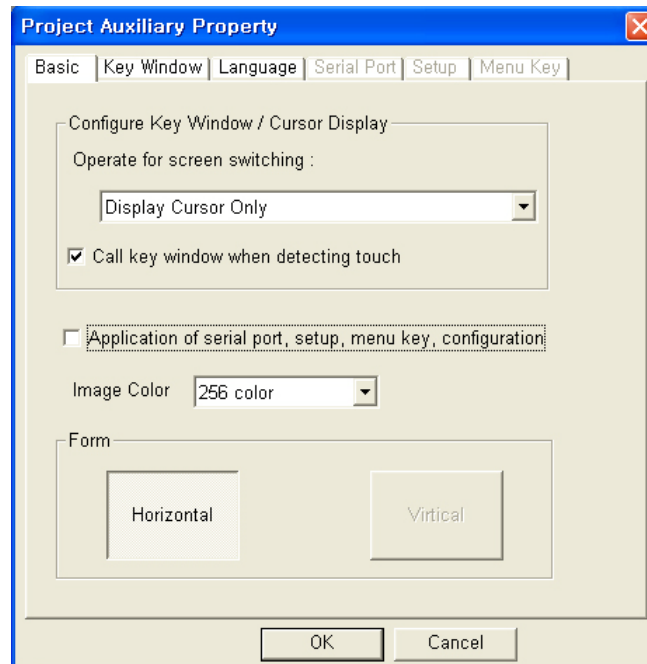 Project Auxiliary Property
Basic Key Window Language Serial Port Setup Menu Key
Configure Key Window / Cursor Display
Operate for screen switching :
Display Cursor Only
Call key window when detecting touch
Application of serial port, setup, menu key, configuration
Image Color 256 color
Form
Horizontal Virtical
OK Cancel